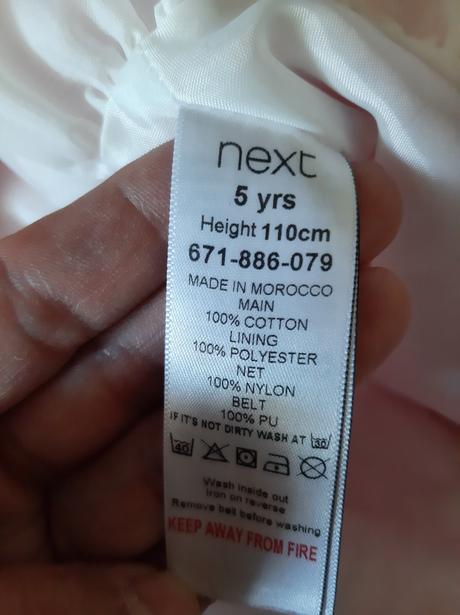 next
5 yrs
Height 110cm
671-886-079
MADE IN MOROCCO
MAIN
100% COTTON
LINING
100% POLYESTER
NET
100% NYLON
BELT
100% PU
IF IT'S NOT DIRTY WASH AT 30
40
Wash inside out
Iron on reverse
Remove belt before washing
KEEP AWAY FROM FIRE